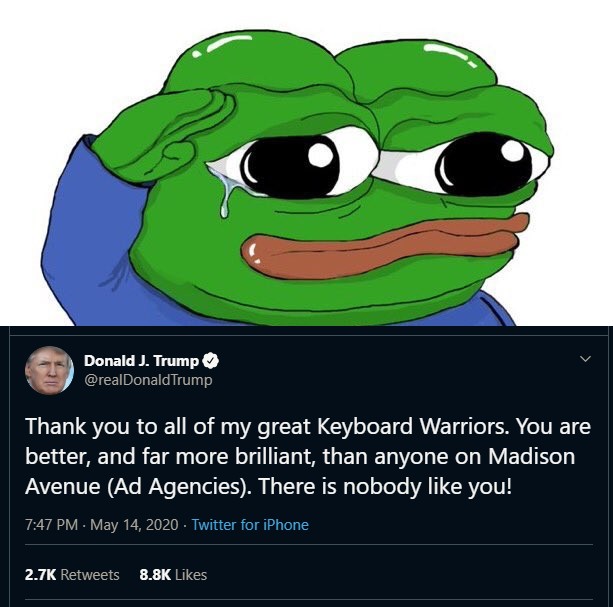 Donald J. Trump
@realDonaldTrump
Thank you to all of my great Keyboard Warriors. You are
better, and far more brilliant, than anyone on Madison
Avenue (Ad Agencies). There is nobody like you!
7:47 PM · May 14, 2020 · Twitter for iPhone
2.7K Retweets 8.8K Likes